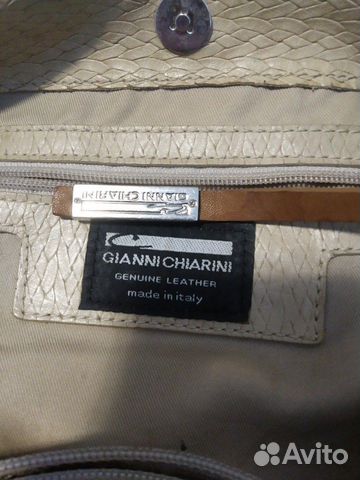 GIANNI CHIARINI
GIANNI CHIARINI
GENUINE LEATHER
made in italy
Avito